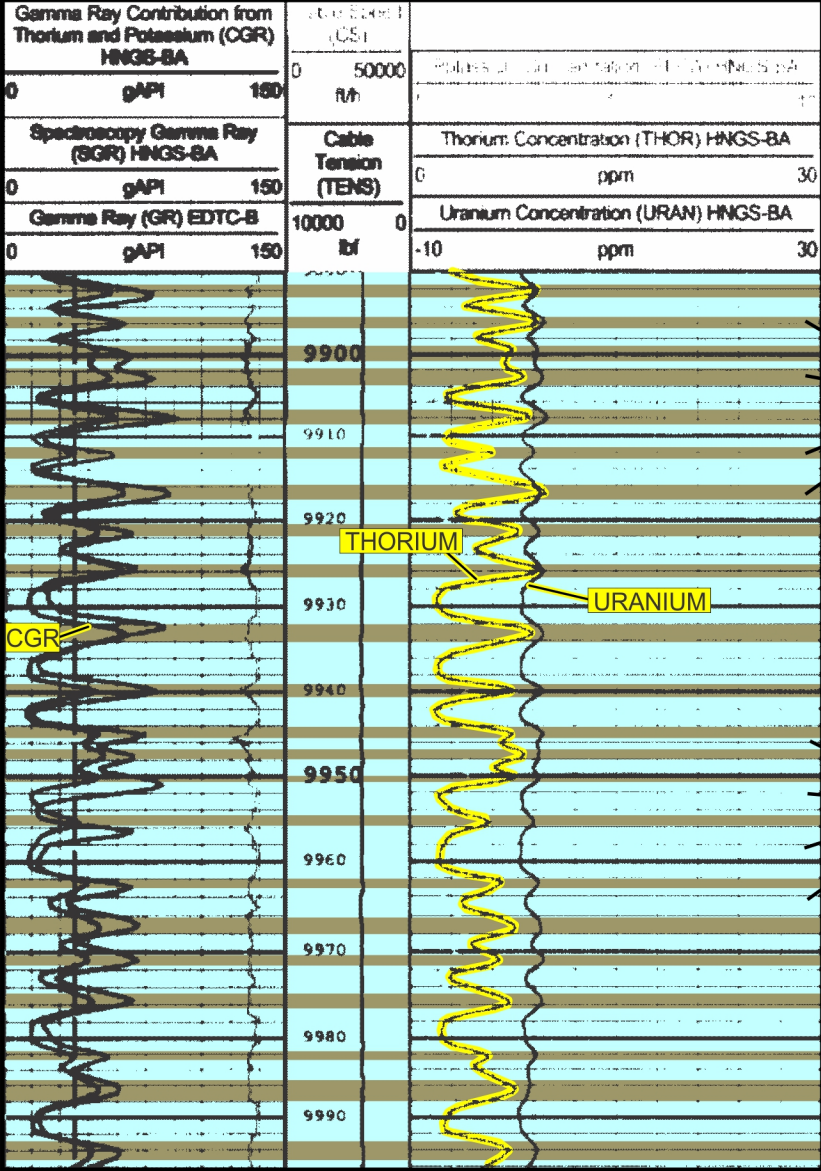 Gamma Ray Contribution from
Thorium and Potassium (CGR)
HNGS-BA
0 gAPI 150
Spectroscopy Gamma Ray
(SGR) HNGS-BA
0 gAPI 150
Gamma Ray (GR) EDTC-B
0 gAPI 150
(CS)
0 50000
ft/h
Cable
Tension
(TENS)
10000 0
lbf
HNGS-BA
Thorium Concentration (THOR) HNGS-BA
0 ppm 30
Uranium Concentration (URAN) HNGS-BA
-10 ppm 30
9900
9910
9920
THORIUM
9930
URANIUM
CGR
9940
9950
9960
9970
9980
9990